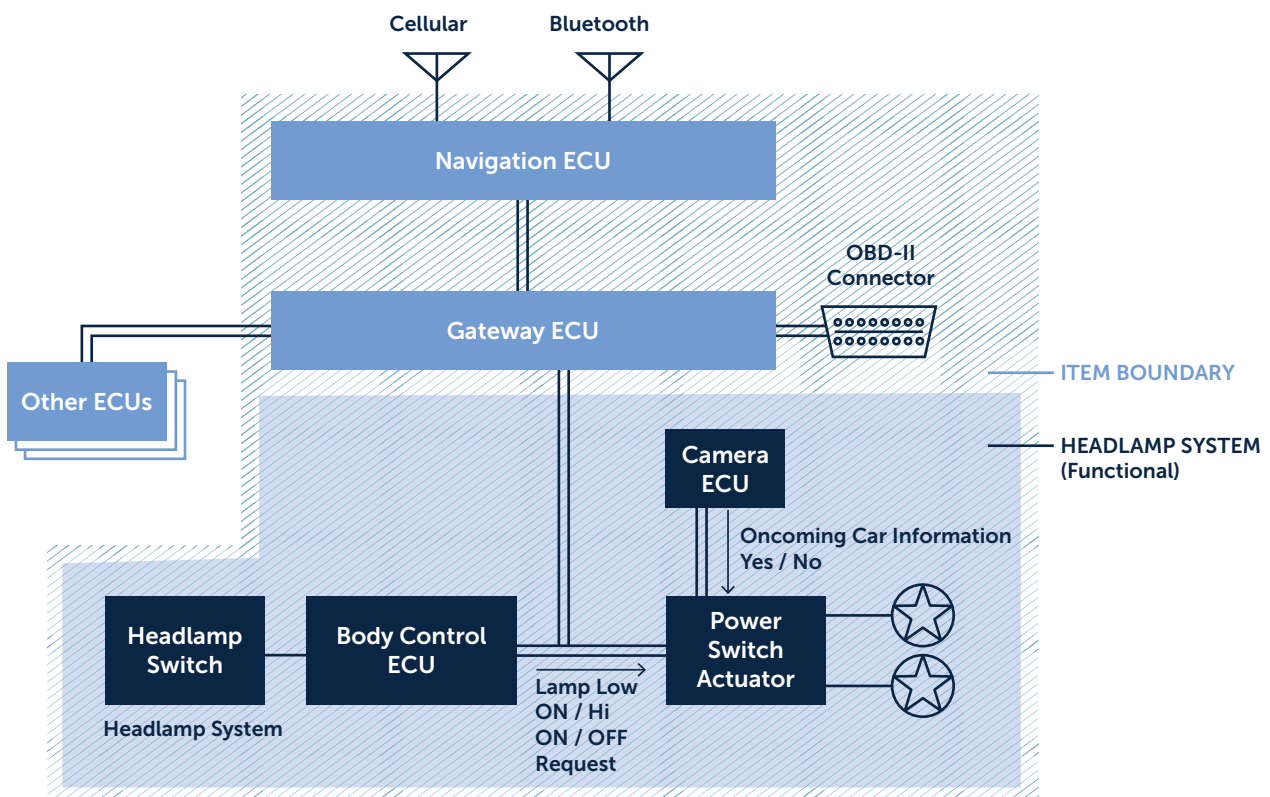 Cellular
Bluetooth
Navigation ECU
OBD-II
Connector
Gateway ECU
ITEM BOUNDARY
Other ECUs
HEADLAMP SYSTEM
(Functional)
Camera
ECU
Oncoming Car Information
Yes / No
Headlamp
Switch
Body Control
ECU
Power
Switch
Actuator
Lamp Low
ON / Hi
ON / OFF
Request
Headlamp System